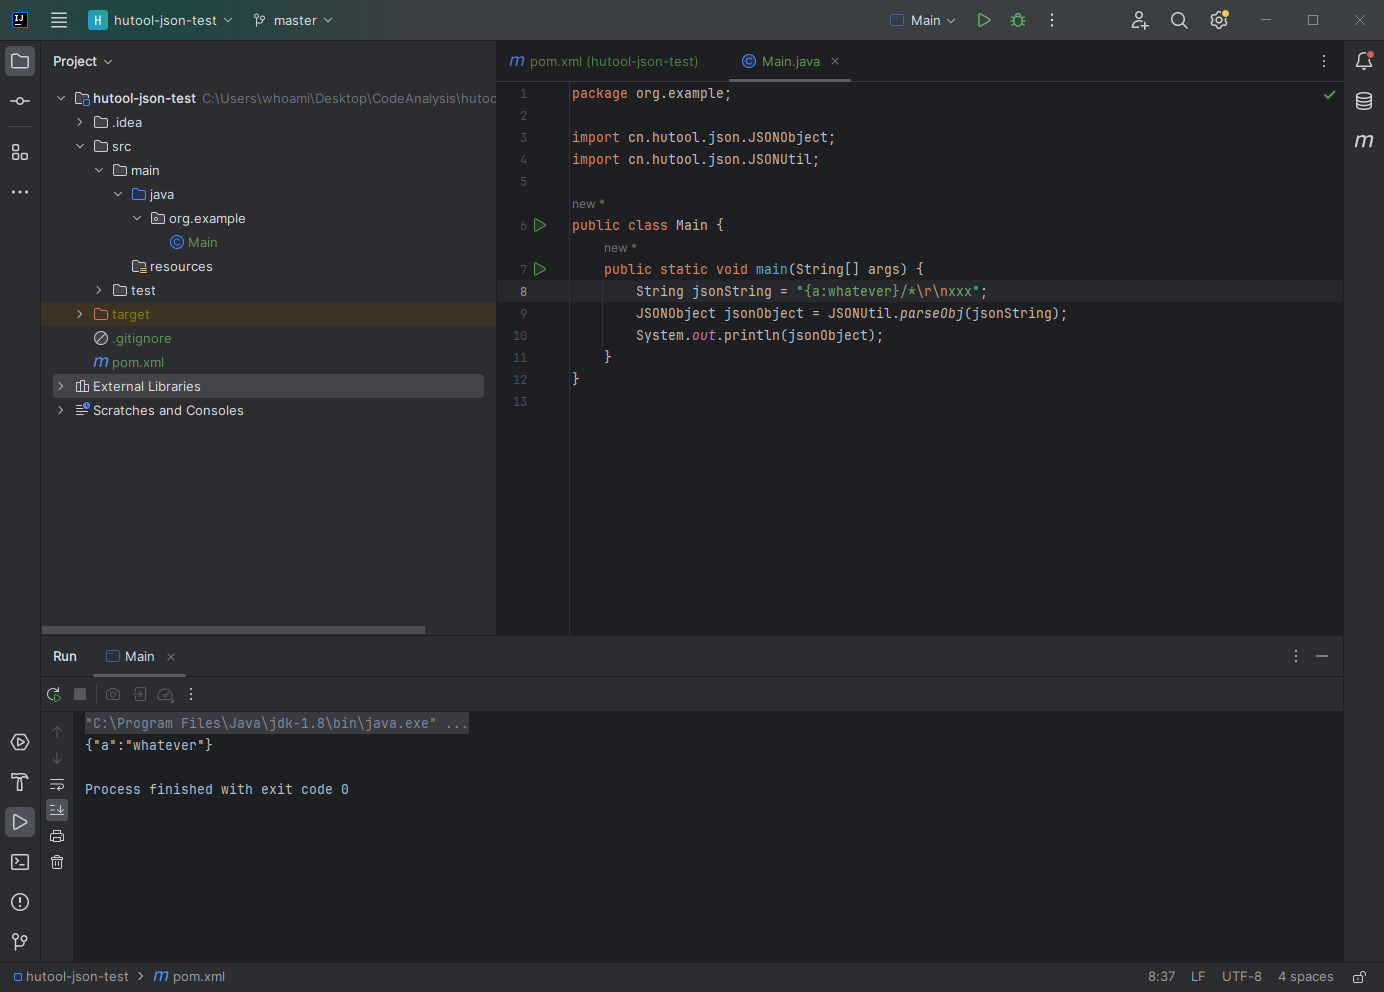 IJ
H hutool-json-test master Main
Project
pom.xml (hutool-json-test) Main.java
hutool-json-test C:\Users\whoami\Desktop\CodeAnalysis\hutoo
.idea
src
main
java
org.example
Main
resources
test
target
.gitignore
m pom.xml
External Libraries
Scratches and Consoles
1 package org.example;
2
3 import cn.hutool.json.JSONObject;
4 import cn.hutool.json.JSONUtil;
5
new *
6 public class Main {
new *
7 public static void main(String[] args) {
8 String jsonString = "{a:whatever}/*\r\nxxx";
9 JSONObject jsonObject = JSONUtil.parseObj(jsonString);
10 System.out.println(jsonObject);
11 }
12 }
13
Run Main
"C:\Program Files\Java\jdk-1.8\bin\java.exe" ...
{"a":"whatever"}
Process finished with exit code 0
hutool-json-test > m pom.xml 8:37 LF UTF-8 4 spaces